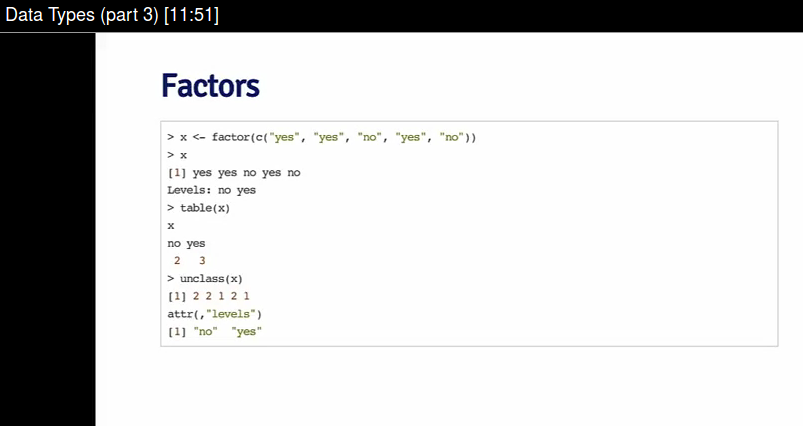 Data Types (part 3) [11:51]
Factors
> x <- factor(c("yes", "yes", "no", "yes", "no"))
> x
[1] yes yes no yes no
Levels: no yes
> table(x)
x
no yes
 2   3
> unclass(x)
[1] 2 2 1 2 1
attr(,"levels")
[1] "no"  "yes"